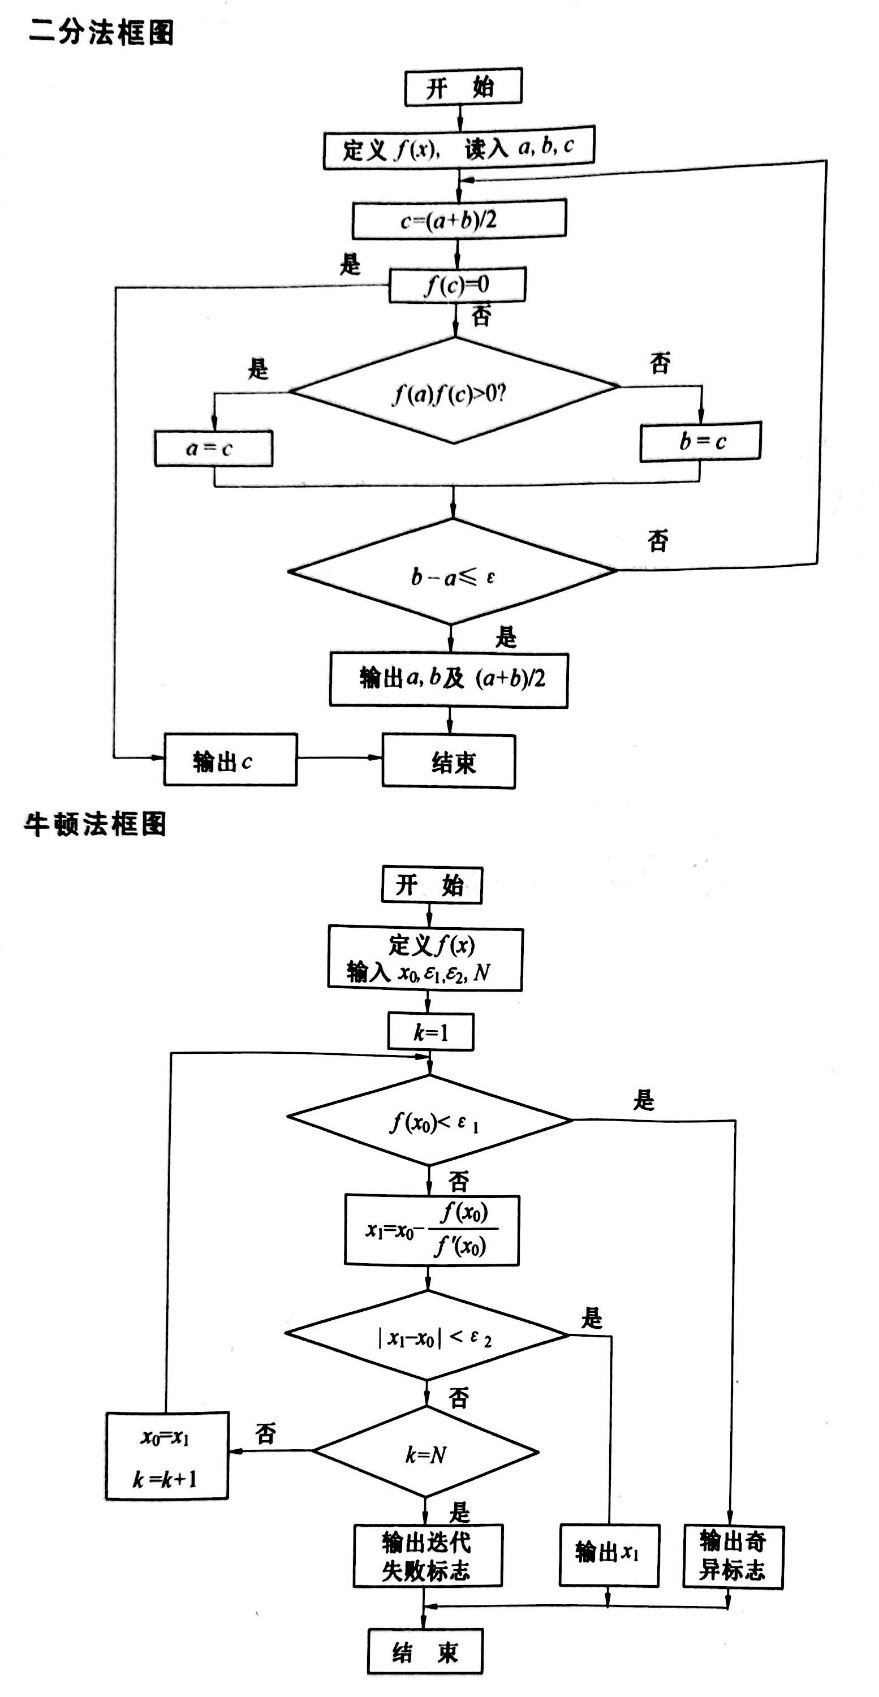 二分法框图
开 始
定义 f(x), 读入 a, b, c
c=(a+b)/2
是
f(c)=0
否
是
f(a)f(c)>0?
否
a = c
b = c
b - a ≤ ε
否
是
输出 a, b 及 (a+b)/2
输出 c
结束
牛顿法框图
开 始
定义 f(x)
输入 x₀, ε₁, ε₂, N
k=1
f(x₀)< ε ₁
是
否
x₁=x₀- f(x₀)/f'(x₀)
| x₁-x₀ | < ε ₂
是
否
k=N
否
x₀=x₁
k=k+1
是
输出迭代
失败标志
输出 x₁
输出奇
异标志
结 束